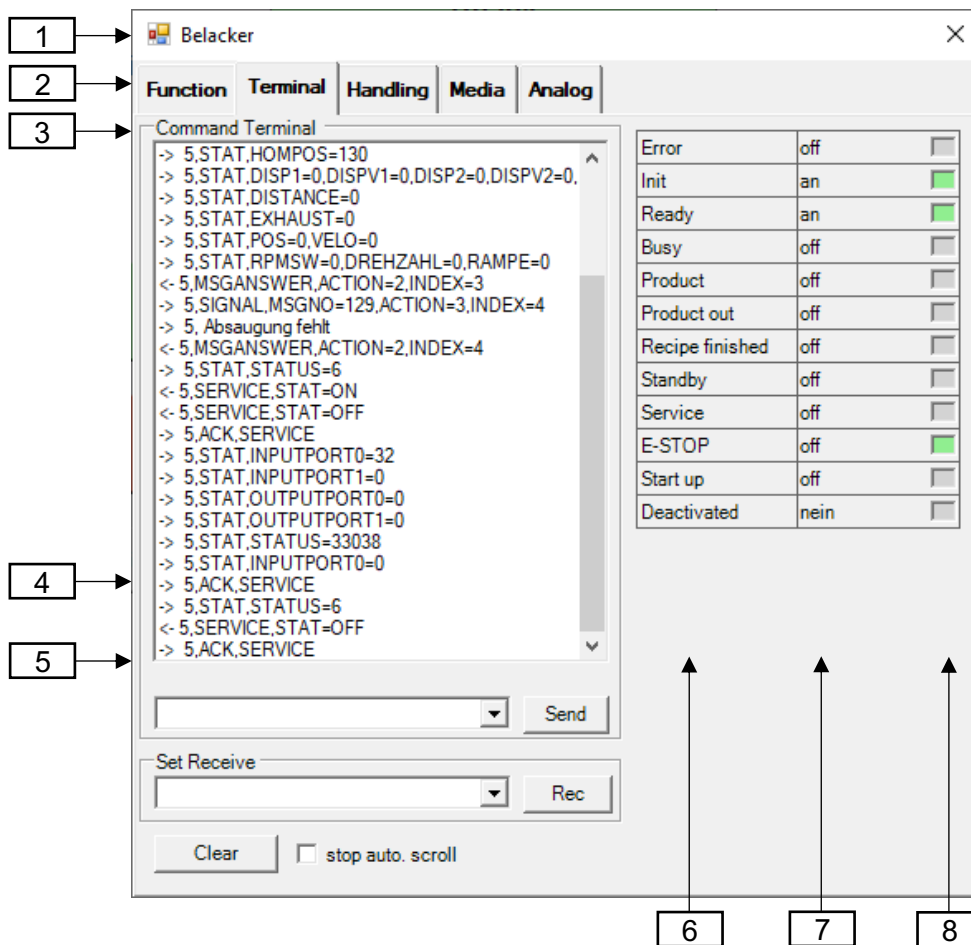 1
Belacker
2
Function Terminal Handling Media Analog
3
Command Terminal
-> 5,STAT,HOMPOS=130
-> 5,STAT,DISP1=0,DISPV1=0,DISP2=0,DISPV2=0,
-> 5,STAT,DISTANCE=0
-> 5,STAT,EXHAUST=0
-> 5,STAT,POS=0,VELO=0
-> 5,STAT,RPMSW=0,DREHZAHL=0,RAMPE=0
<- 5,MSGANSWER,ACTION=2,INDEX=3
-> 5,SIGNAL,MSGNO=129,ACTION=3,INDEX=4
-> 5, Absaugung fehlt
<- 5,MSGANSWER,ACTION=2,INDEX=4
-> 5,STAT,STATUS=6
<- 5,SERVICE,STAT=ON
<- 5,SERVICE,STAT=OFF
-> 5,ACK,SERVICE
-> 5,STAT,INPUTPORT0=32
-> 5,STAT,INPUTPORT1=0
-> 5,STAT,OUTPUTPORT0=0
-> 5,STAT,OUTPUTPORT1=0
-> 5,STAT,STATUS=33038
-> 5,STAT,INPUTPORT0=0
-> 5,ACK,SERVICE
-> 5,STAT,STATUS=6
<- 5,SERVICE,STAT=OFF
-> 5,ACK,SERVICE
4
5
Send
Set Receive
Rec
Clear stop auto. scroll
Error off
Init an
Ready an
Busy off
Product off
Product out off
Recipe finished off
Standby off
Service off
E-STOP off
Start up off
Deactivated nein
6 7 8